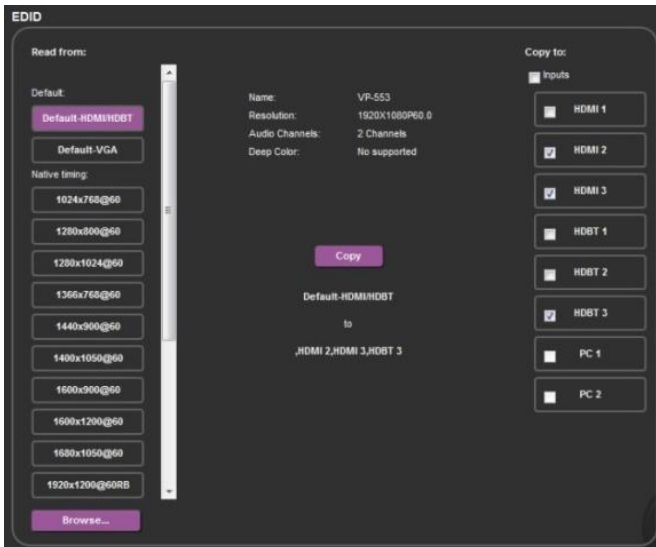 EDID
Read from:
Default:
Default-HDMI/HDBT
Default-VGA
Native timing:
1024x768@60
1280x800@60
1280x1024@60
1366x768@60
1440x900@60
1400x1050@60
1600x900@60
1600x1200@60
1680x1050@60
1920x1200@60RB
Browse...
Name: VP-553
Resolution: 1920X1080P60.0
Audio Channels: 2 Channels
Deep Color: No supported
Copy
Default-HDMI/HDBT
to
,HDMI 2,HDMI 3,HDBT 3
Copy to:
Inputs
HDMI 1
HDMI 2
HDMI 3
HDBT 1
HDBT 2
HDBT 3
PC 1
PC 2